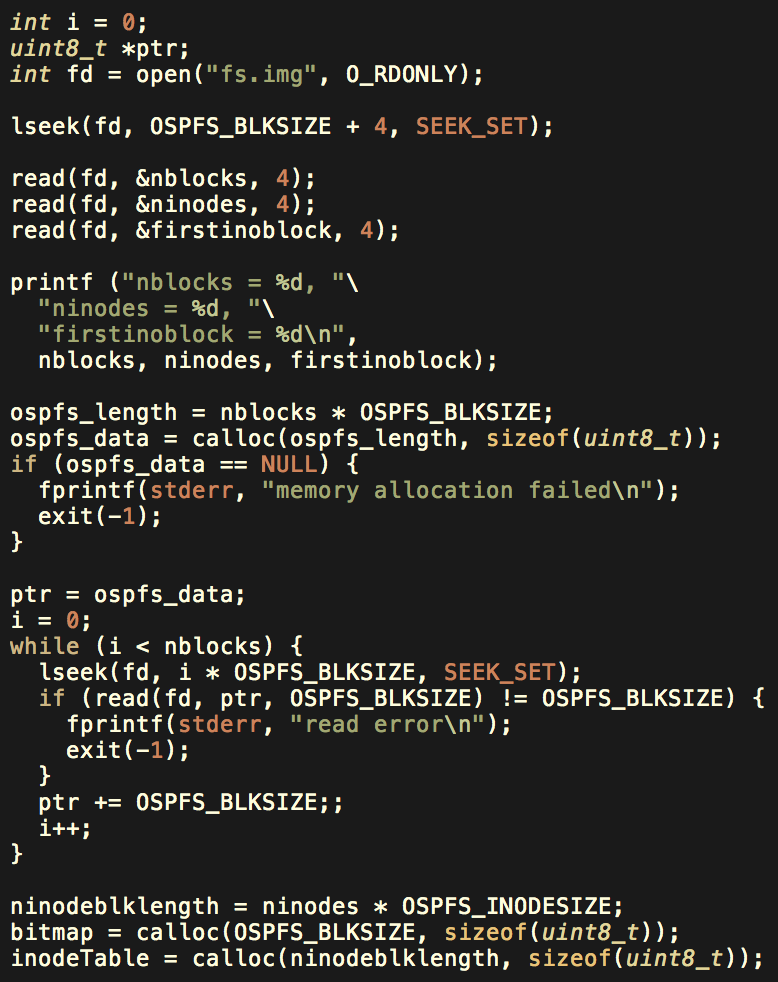 int i = 0;
uint8_t *ptr;
int fd = open("fs.img", O_RDONLY);

lseek(fd, OSPFS_BLKSIZE + 4, SEEK_SET);

read(fd, &nblocks, 4);
read(fd, &ninodes, 4);
read(fd, &firstinoblock, 4);

printf ("nblocks = %d, "\
  "ninodes = %d, "\
  "firstinoblock = %d\n",
  nblocks, ninodes, firstinoblock);

ospfs_length = nblocks * OSPFS_BLKSIZE;
ospfs_data = calloc(ospfs_length, sizeof(uint8_t));
if (ospfs_data == NULL) {
  fprintf(stderr, "memory allocation failed\n");
  exit(-1);
}

ptr = ospfs_data;
i = 0;
while (i < nblocks) {
  lseek(fd, i * OSPFS_BLKSIZE, SEEK_SET);
  if (read(fd, ptr, OSPFS_BLKSIZE) != OSPFS_BLKSIZE) {
    fprintf(stderr, "read error\n");
    exit(-1);
  }
  ptr += OSPFS_BLKSIZE;;
  i++;
}

ninodeblklength = ninodes * OSPFS_INODESIZE;
bitmap = calloc(OSPFS_BLKSIZE, sizeof(uint8_t));
inodeTable = calloc(ninodeblklength, sizeof(uint8_t));